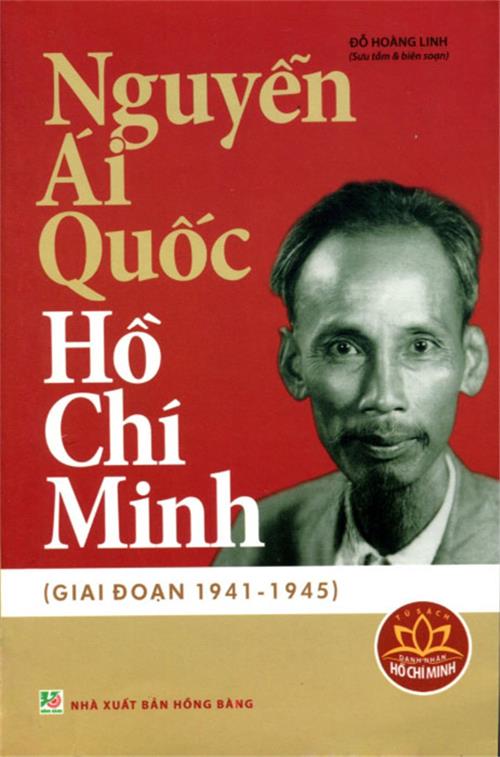 ĐỖ HOÀNG LINH
(Sưu tầm & biên soạn)
Nguyễn
Ái
Quốc
Hồ
Chí
Minh
(GIAI ĐOẠN 1941-1945)
TỦ SÁCH
DANH NHÂN
HỒ CHÍ MINH
NHÀ XUẤT BẢN HỒNG BÀNG